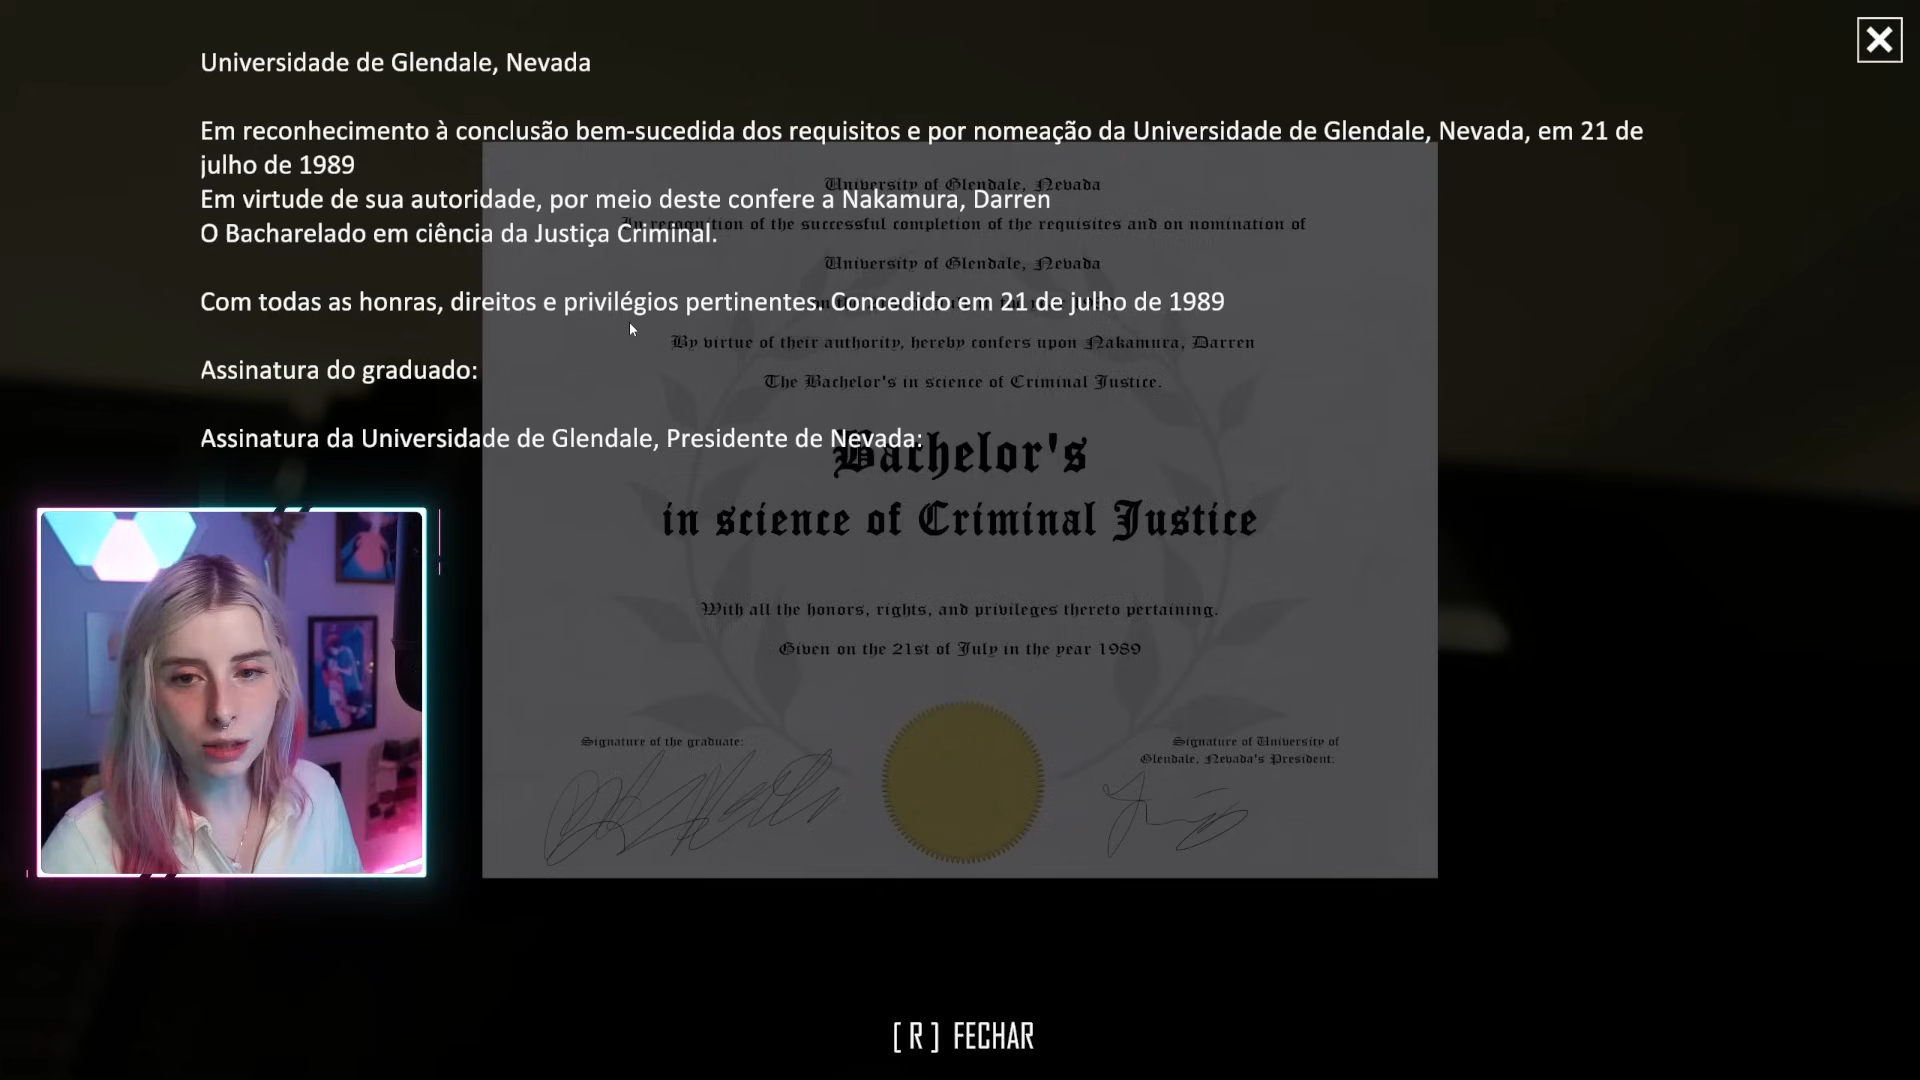 Universidade de Glendale, Nevada
Em reconhecimento à conclusão bem-sucedida dos requisitos e por nomeação da Universidade de Glendale, Nevada, em 21 de
julho de 1989
Em virtude de sua autoridade, por meio deste confere a Nakamura, Darren
O Bacharelado em ciência da Justiça Criminal.
Com todas as honras, direitos e privilégios pertinentes. Concedido em 21 de julho de 1989
Assinatura do graduado:
Assinatura da Universidade de Glendale, Presidente de Nevada:
University of Glendale, Nevada
In recognition of the successful completion of the requisites and on nomination of
University of Glendale, Nevada
By virtue of their authority, hereby confers upon Nakamura, Darren
The Bachelor's in science of Criminal Justice.
Bachelor's
in science of Criminal Justice
With all the honors, rights, and privileges thereto pertaining.
Given on the 21st of July in the year 1989
Signature of the graduate:
Signature of University of
Glendale, Nevada's President:
[ R ] FECHAR